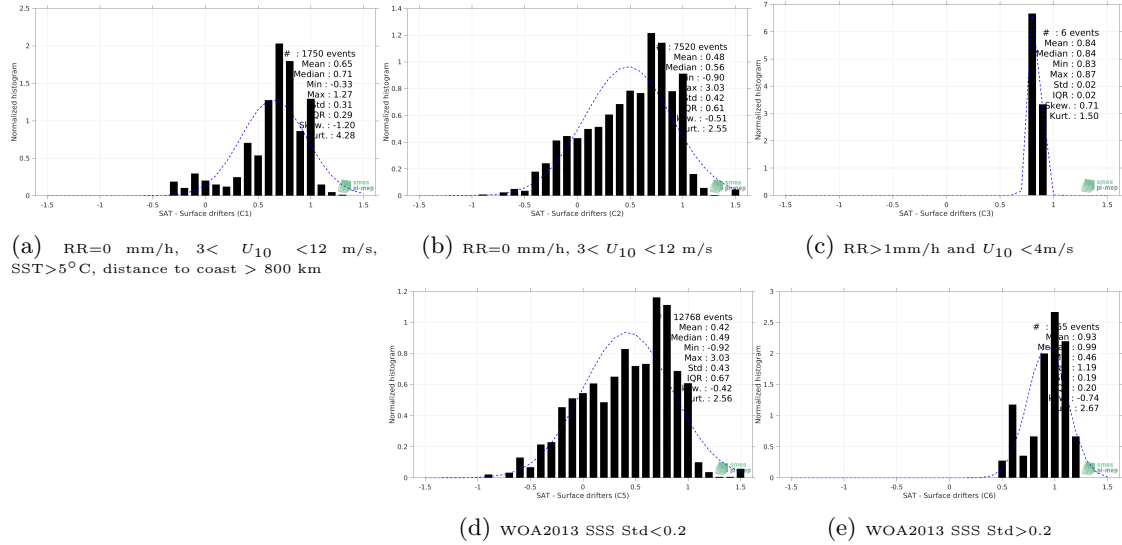 2.5
2
1.5
1
0.5
0
Normalized histogram
# : 1750 events
Mean : 0.65
Median : 0.71
Min : -0.33
Max : 1.27
Std : 0.31
IQR : 0.29
Skew. : -1.20
Kurt. : 4.28
smos
pi-mep
-1.5 -1 -0.5 0 0.5 1 1.5
SAT - Surface drifters (C1)
(a) RR=0 mm/h, 3< U10 <12 m/s,
SST>5°C, distance to coast > 800 km
1.4
1.2
1
0.8
0.6
0.4
0.2
0
Normalized histogram
# : 7520 events
Mean : 0.48
Median : 0.56
Min : -0.90
Max : 3.03
Std : 0.42
IQR : 0.61
Skew. : -0.51
Kurt. : 2.55
smos
pi-mep
-1.5 -1 -0.5 0 0.5 1 1.5
SAT - Surface drifters (C2)
(b) RR=0 mm/h, 3< U10 <12 m/s
7
6
5
4
3
2
1
0
Normalized histogram
# : 6 events
Mean : 0.84
Median : 0.84
Min : 0.83
Max : 0.87
Std : 0.02
IQR : 0.02
Skew. : 0.71
Kurt. : 1.50
smos
pi-mep
-1.5 -1 -0.5 0 0.5 1 1.5
SAT - Surface drifters (C3)
(c) RR>1mm/h and U10 <4m/s
1.2
1
0.8
0.6
0.4
0.2
0
Normalized histogram
# : 12768 events
Mean : 0.42
Median : 0.49
Min : -0.92
Max : 3.03
Std : 0.43
IQR : 0.67
Skew. : -0.42
Kurt. : 2.56
smos
pi-mep
-1.5 -1 -0.5 0 0.5 1 1.5
SAT - Surface drifters (C5)
(d) WOA2013 SSS Std<0.2
3
2.5
2
1.5
1
0.5
0
Normalized histogram
# : events
Mean : 0.93
Median : 0.99
0.46
1.19
0.19
0.20
-0.74
2.67
smos
pi-mep
-1.5 -1 -0.5 0 0.5 1 1.5
SAT - Surface drifters (C6)
(e) WOA2013 SSS Std>0.2